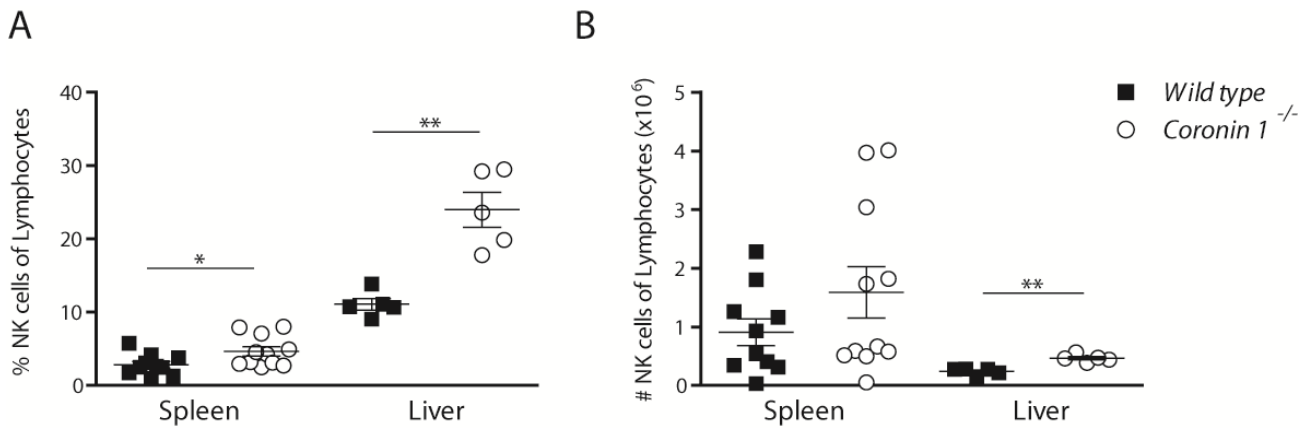 A
% NK cells of Lymphocytes
40
30
20
10
0
*
**
Spleen
Liver
B
# NK cells of Lymphocytes (x10⁶)
5
4
3
2
1
0
**
Spleen
Liver
Wild type
Coronin 1 -/-